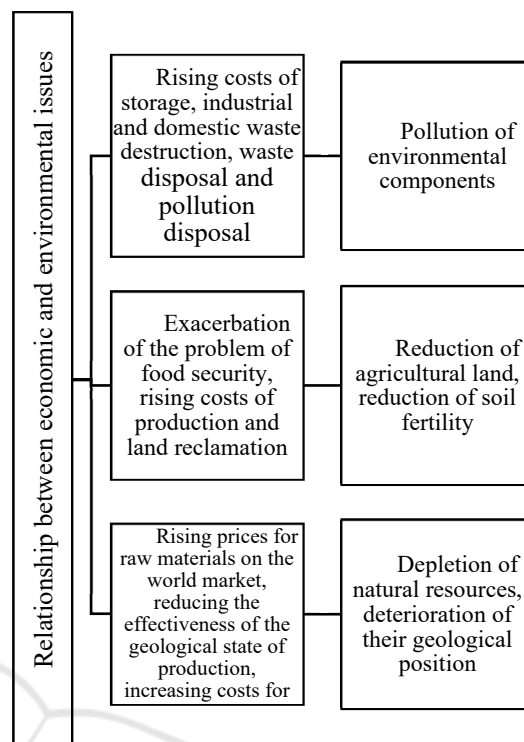 Relationship between economic and environmental issues
Rising costs of
storage, industrial
and domestic waste
destruction, waste
disposal and
pollution
disposal
Pollution of
environmental
components
Exacerbation
of the problem of
food security,
rising costs of
production and
land reclamation
Reduction of
agricultural land,
reduction of soil
fertility
Rising prices for
raw materials on the
world market,
reducing the
effectiveness of the
geological state of
production,
increasing costs for
Depletion of
natural resources,
deterioration of
their geological
position